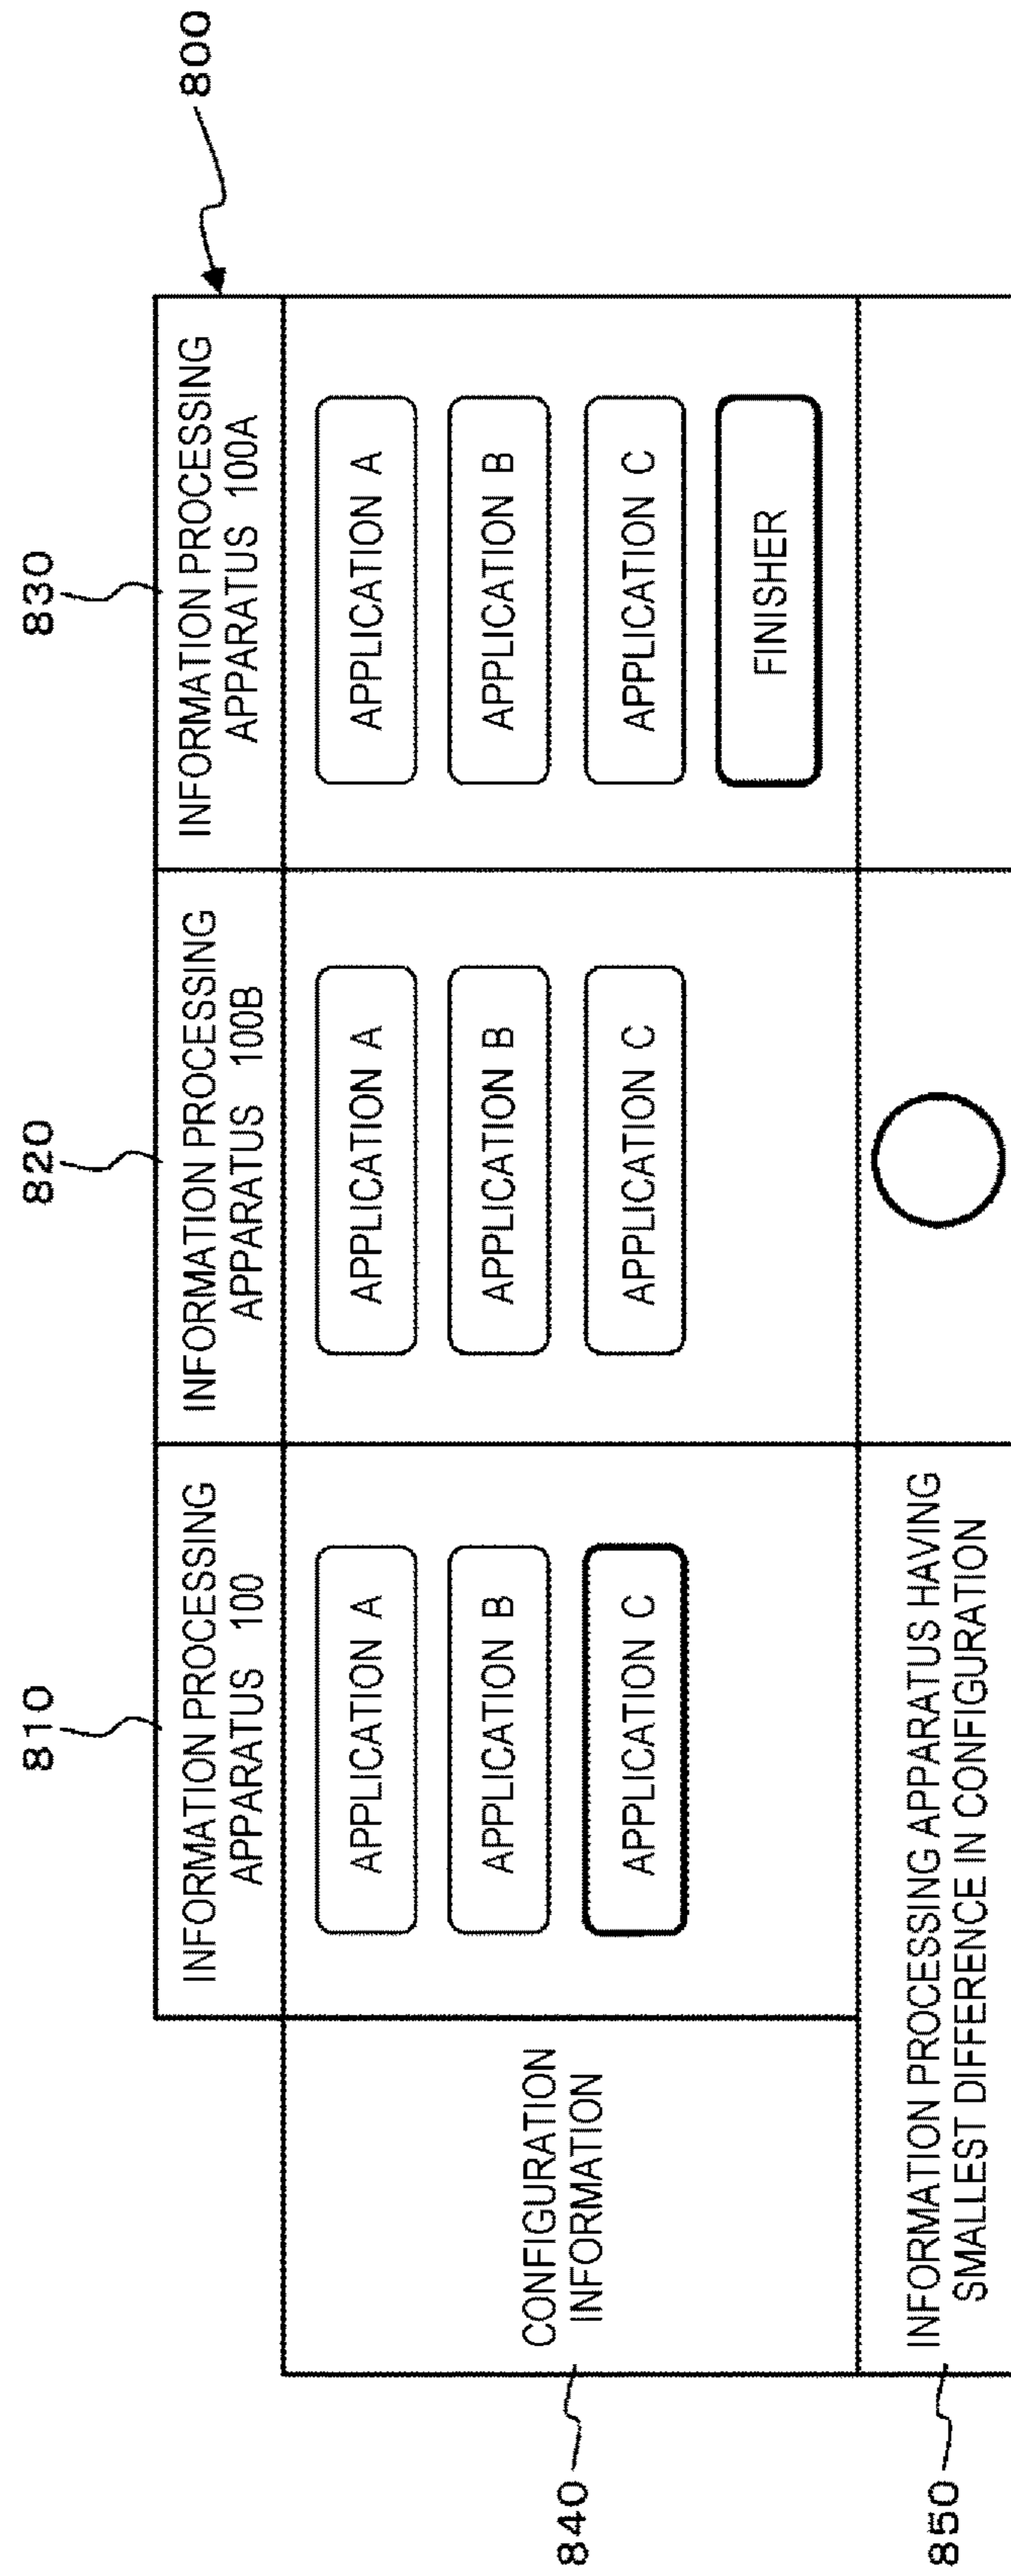 800
810
820
830
INFORMATION PROCESSING
APPARATUS 100
INFORMATION PROCESSING
APPARATUS 100B
INFORMATION PROCESSING
APPARATUS 100A
840
CONFIGURATION
INFORMATION
APPLICATION A
APPLICATION B
APPLICATION C
APPLICATION A
APPLICATION B
APPLICATION C
APPLICATION A
APPLICATION B
APPLICATION C
FINISHER
850
INFORMATION PROCESSING APPARATUS HAVING
SMALLEST DIFFERENCE IN CONFIGURATION